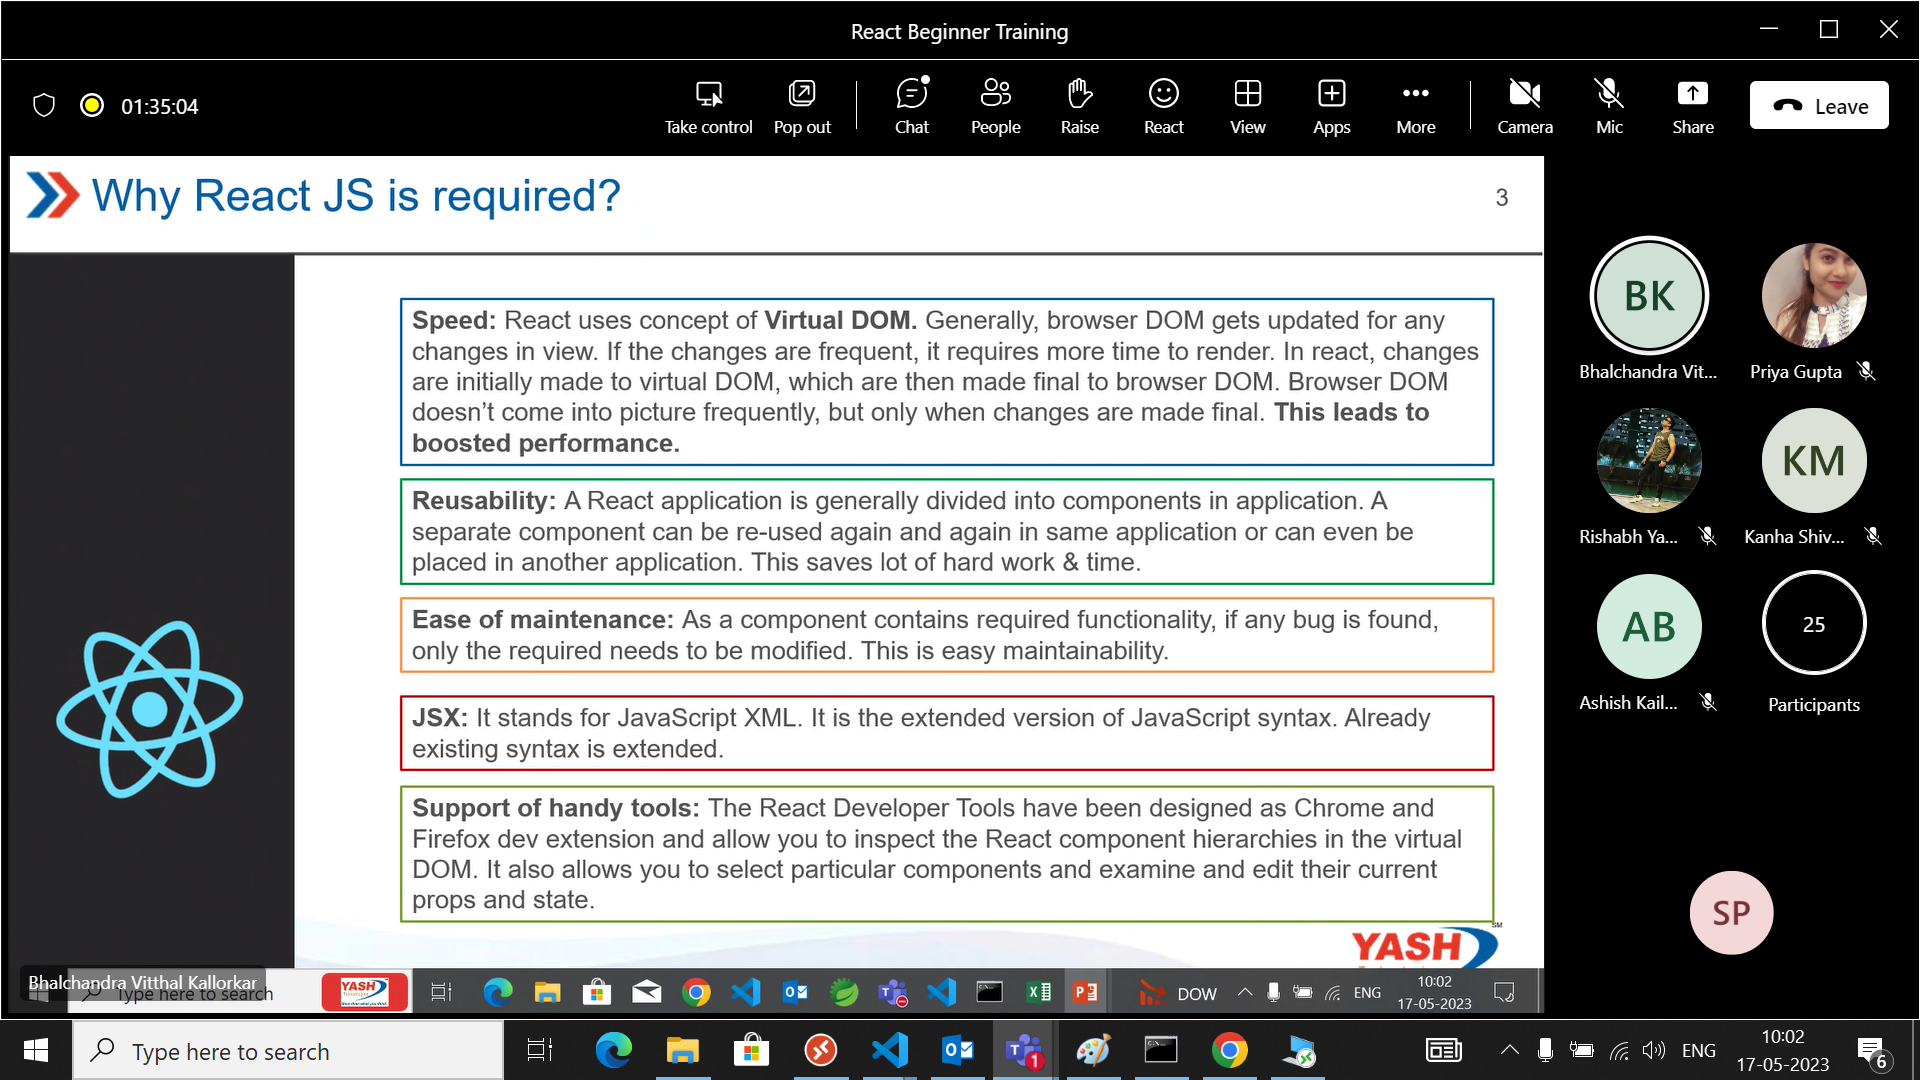 React Beginner Training
01:35:04
Take control
Pop out
Chat
People
Raise
React
View
Apps
More
Camera
Mic
Share
Leave
Why React JS is required?
3
Speed: React uses concept of Virtual DOM. Generally, browser DOM gets updated for any
changes in view. If the changes are frequent, it requires more time to render. In react, changes
are initially made to virtual DOM, which are then made final to browser DOM. Browser DOM
doesn't come into picture frequently, but only when changes are made final. This leads to
boosted performance.
Reusability: A React application is generally divided into components in application. A
separate component can be re-used again and again in same application or can even be
placed in another application. This saves lot of hard work & time.
Ease of maintenance: As a component contains required functionality, if any bug is found,
only the required needs to be modified. This is easy maintainability.
JSX: It stands for JavaScript XML. It is the extended version of JavaScript syntax. Already
existing syntax is extended.
Support of handy tools: The React Developer Tools have been designed as Chrome and
Firefox dev extension and allow you to inspect the React component hierarchies in the virtual
DOM. It also allows you to select particular components and examine and edit their current
props and state.
YASH
SM
BK
Bhalchandra Vit...
Priya Gupta
Rishabh Ya...
KM
Kanha Shiv...
AB
Ashish Kail...
25
Participants
SP
Bhalchandra Vitthal Kallorkar
Type here to search
YASH
DOW
ENG
10:02
17-05-2023
Type here to search
1
ENG
10:02
17-05-2023
6